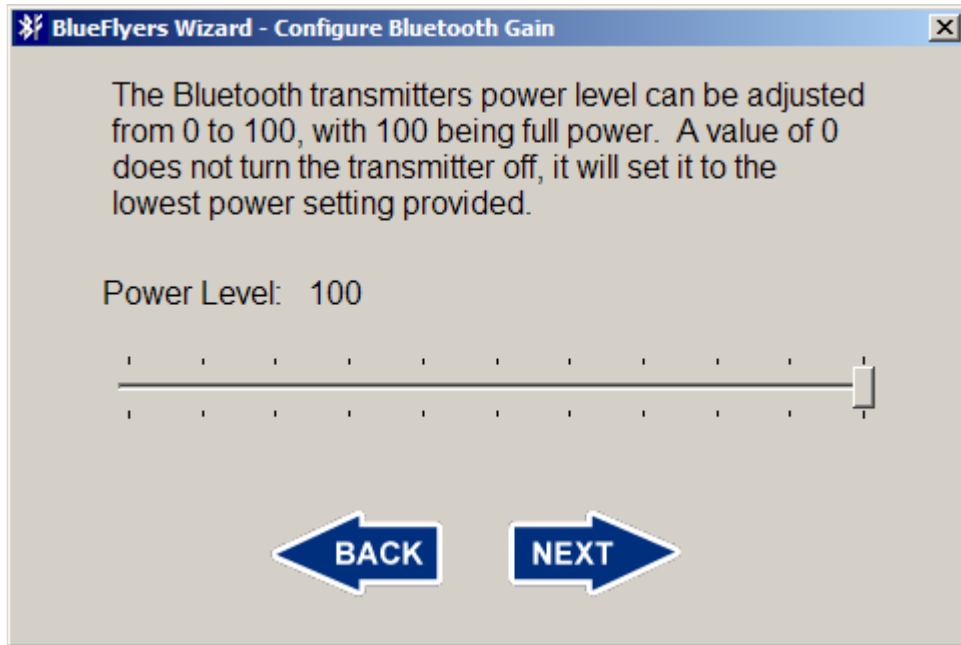 BlueFlyers Wizard - Configure Bluetooth Gain
The Bluetooth transmitters power level can be adjusted
from 0 to 100, with 100 being full power.  A value of 0
does not turn the transmitter off, it will set it to the
lowest power setting provided.
Power Level:   100
BACK
NEXT